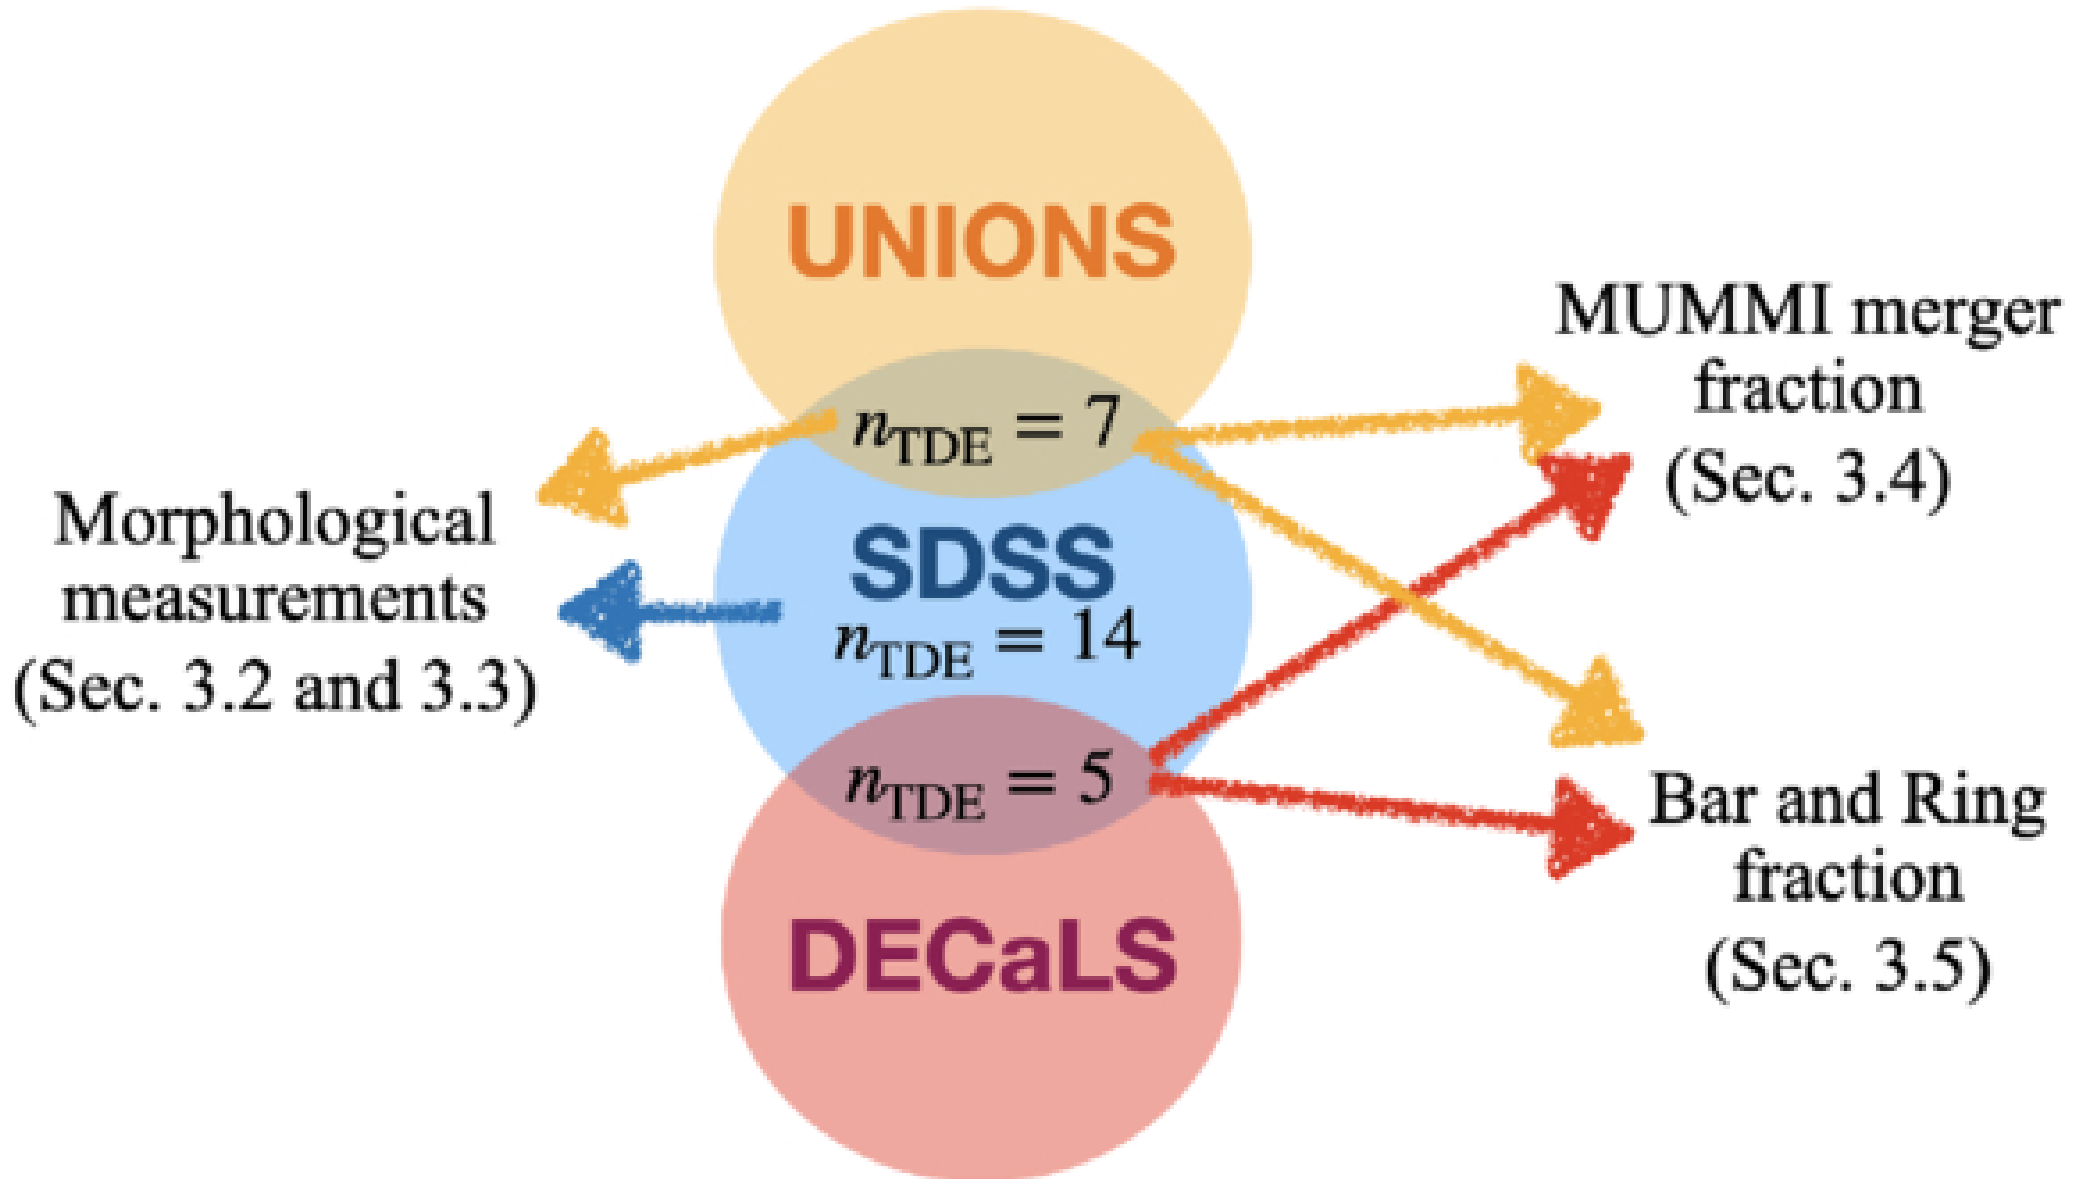 UNIONS
n_TDE = 7
SDSS
n_TDE = 14
n_TDE = 5
DECaLS
Morphological
measurements
(Sec. 3.2 and 3.3)
MUMMI merger
fraction
(Sec. 3.4)
Bar and Ring
fraction
(Sec. 3.5)